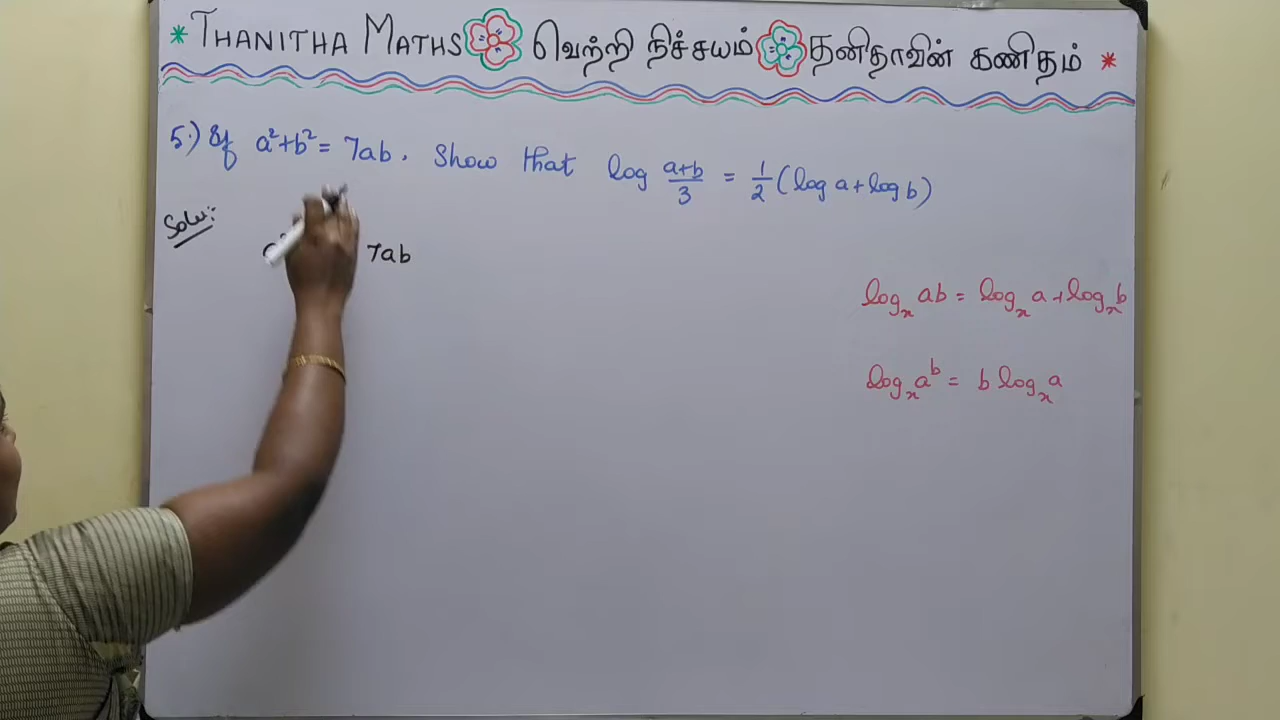 * THANITHA MATHS வெற்றி நிச்சயம் தனிதாவின் கணிதம் *
5.) If a²+b² = 7ab. Show that log (a+b)/3 = 1/2 (log a + log b)
Solu:-
7ab
logₓ ab = logₓ a + logₓ b
logₓ aᵇ = b logₓ a